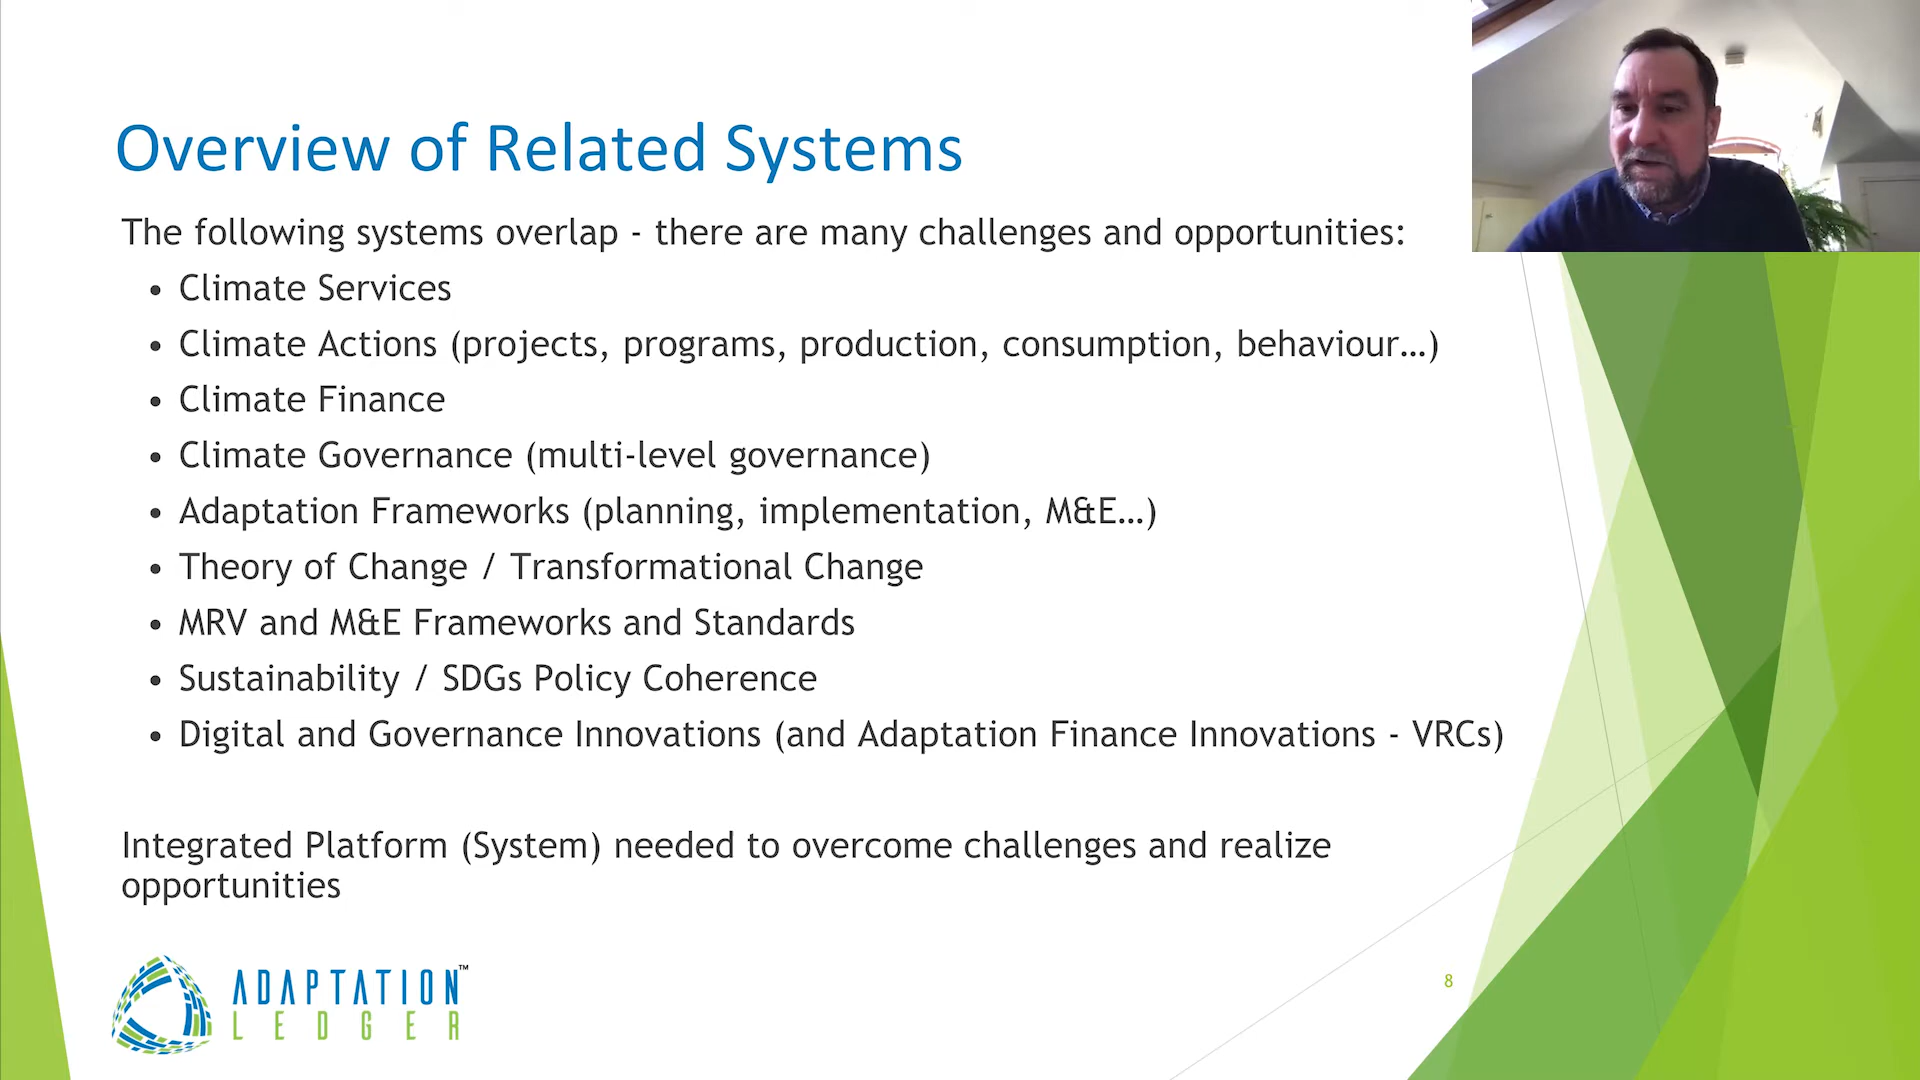 Overview of Related Systems
The following systems overlap - there are many challenges and opportunities:
• Climate Services
• Climate Actions (projects, programs, production, consumption, behaviour...)
• Climate Finance
• Climate Governance (multi-level governance)
• Adaptation Frameworks (planning, implementation, M&E...)
• Theory of Change / Transformational Change
• MRV and M&E Frameworks and Standards
• Sustainability / SDGs Policy Coherence
• Digital and Governance Innovations (and Adaptation Finance Innovations - VRCs)
Integrated Platform (System) needed to overcome challenges and realize
opportunities
ADAPTATION™
LEDGER
8